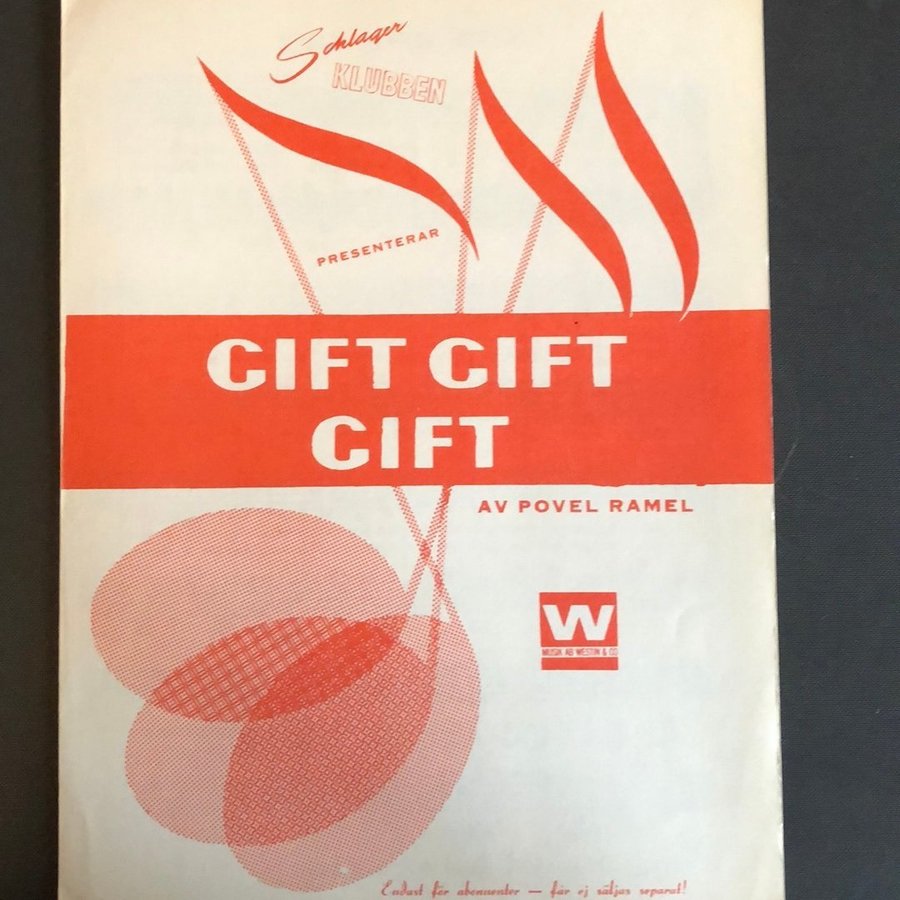 Schlager
KLUBBEN
PRESENTERAR
GIFT GIFT
GIFT
AV POVEL RAMEL
W
MUSIK AB WESTIN & CO
Endast för abonnenter — får ej säljas separat!